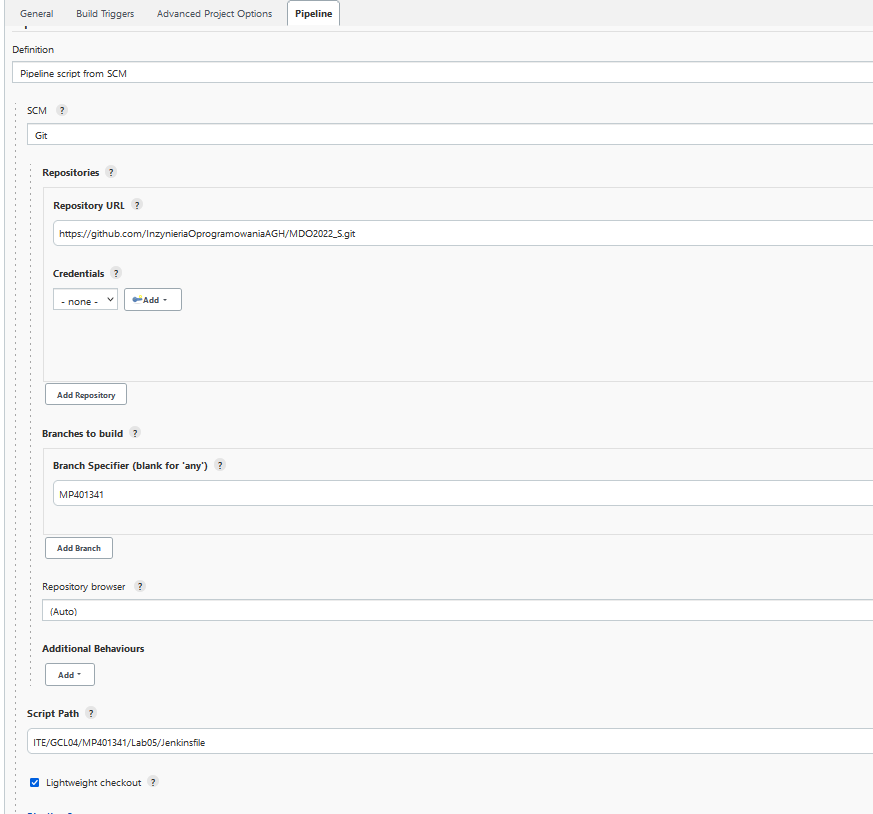 General Build Triggers Advanced Project Options Pipeline
Definition
Pipeline script from SCM
SCM ?
Git
Repositories ?
Repository URL ?
https://github.com/InzynieriaOprogramowaniaAGH/MDO2022_S.git
Credentials ?
- none - Add
Add Repository
Branches to build ?
Branch Specifier (blank for 'any') ?
MP401341
Add Branch
Repository browser ?
(Auto)
Additional Behaviours
Add
Script Path ?
ITE/GCL04/MP401341/Lab05/Jenkinsfile
Lightweight checkout ?